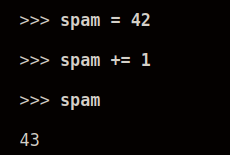 >>> spam = 42
>>> spam += 1
>>> spam
43